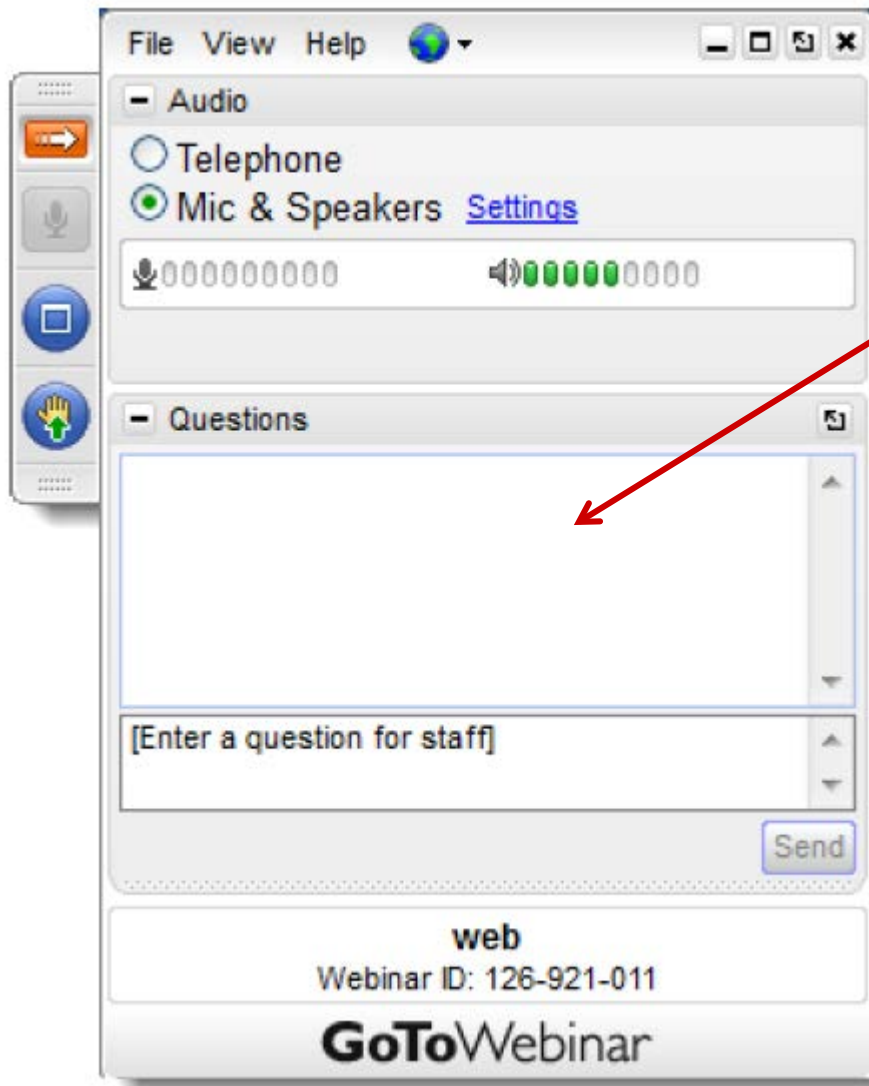 File View Help
Audio
Telephone
Mic & Speakers Settings
Questions
[Enter a question for staff]
Send
web
Webinar ID: 126-921-011
GoToWebinar